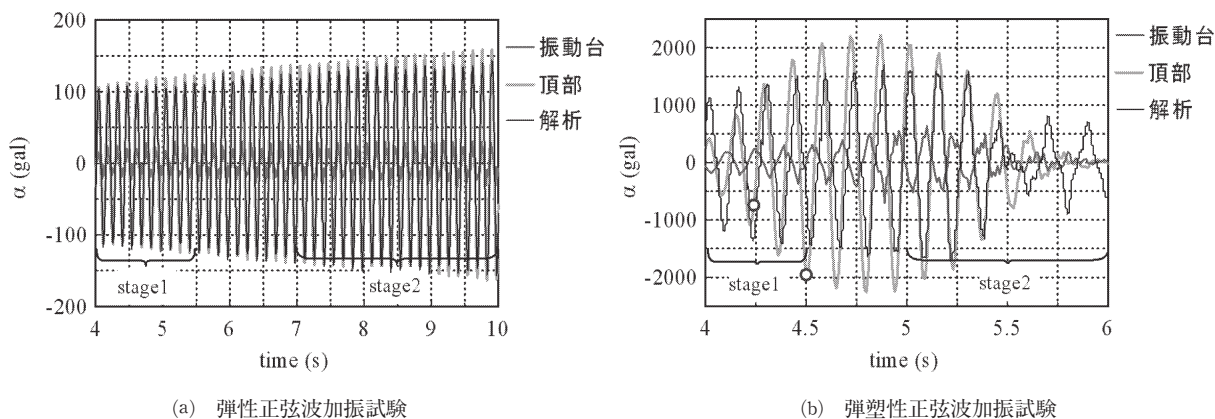 200
100
0
-100
-200
α (gal)
4
5
6
7
8
9
10
time (s)
stage1
stage2
振動台
頂部
解析
(a) 弾性正弦波加振試験
2000
1000
0
-1000
-2000
α (gal)
4
4.5
5
5.5
6
time (s)
stage1
stage2
振動台
頂部
解析
(b) 弾塑性正弦波加振試験